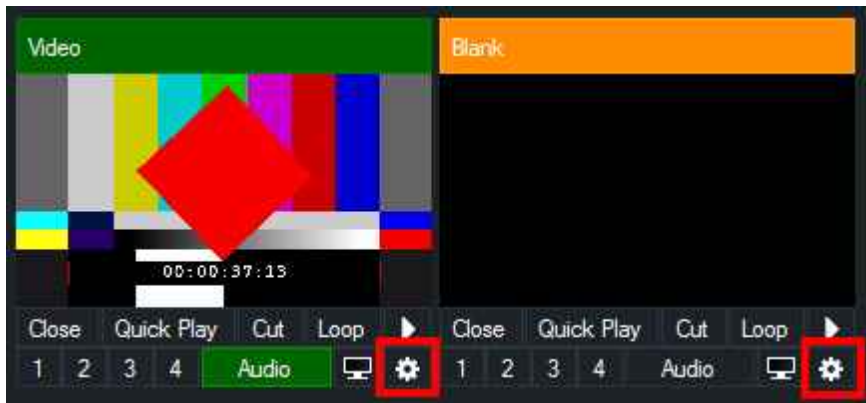 Video Blank
00:00:37:13
Close Quick Play Cut Loop Close Quick Play Cut Loop
1 2 3 4 Audio 1 2 3 4 Audio